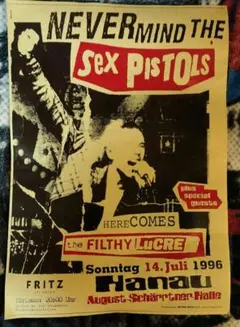 NEVER MIND THE
SEX PISTOLS
plus
special
guests
HERE COMES
the FILTHY LUCRE
Sonntag 14. Juli 1996
Hanau
August-Schärttner-Halle
FRITZ